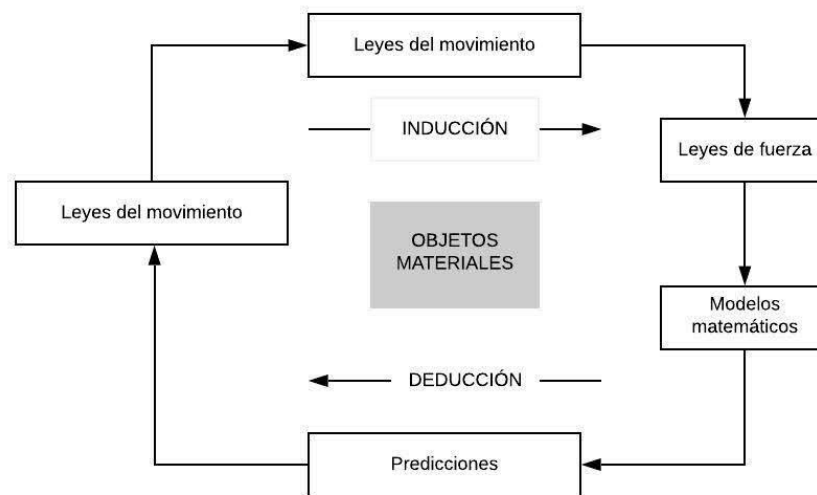 Leyes del movimiento
INDUCCIÓN
Leyes de fuerza
Leyes del movimiento
OBJETOS
MATERIALES
Modelos
matemáticos
DEDUCCIÓN
Predicciones